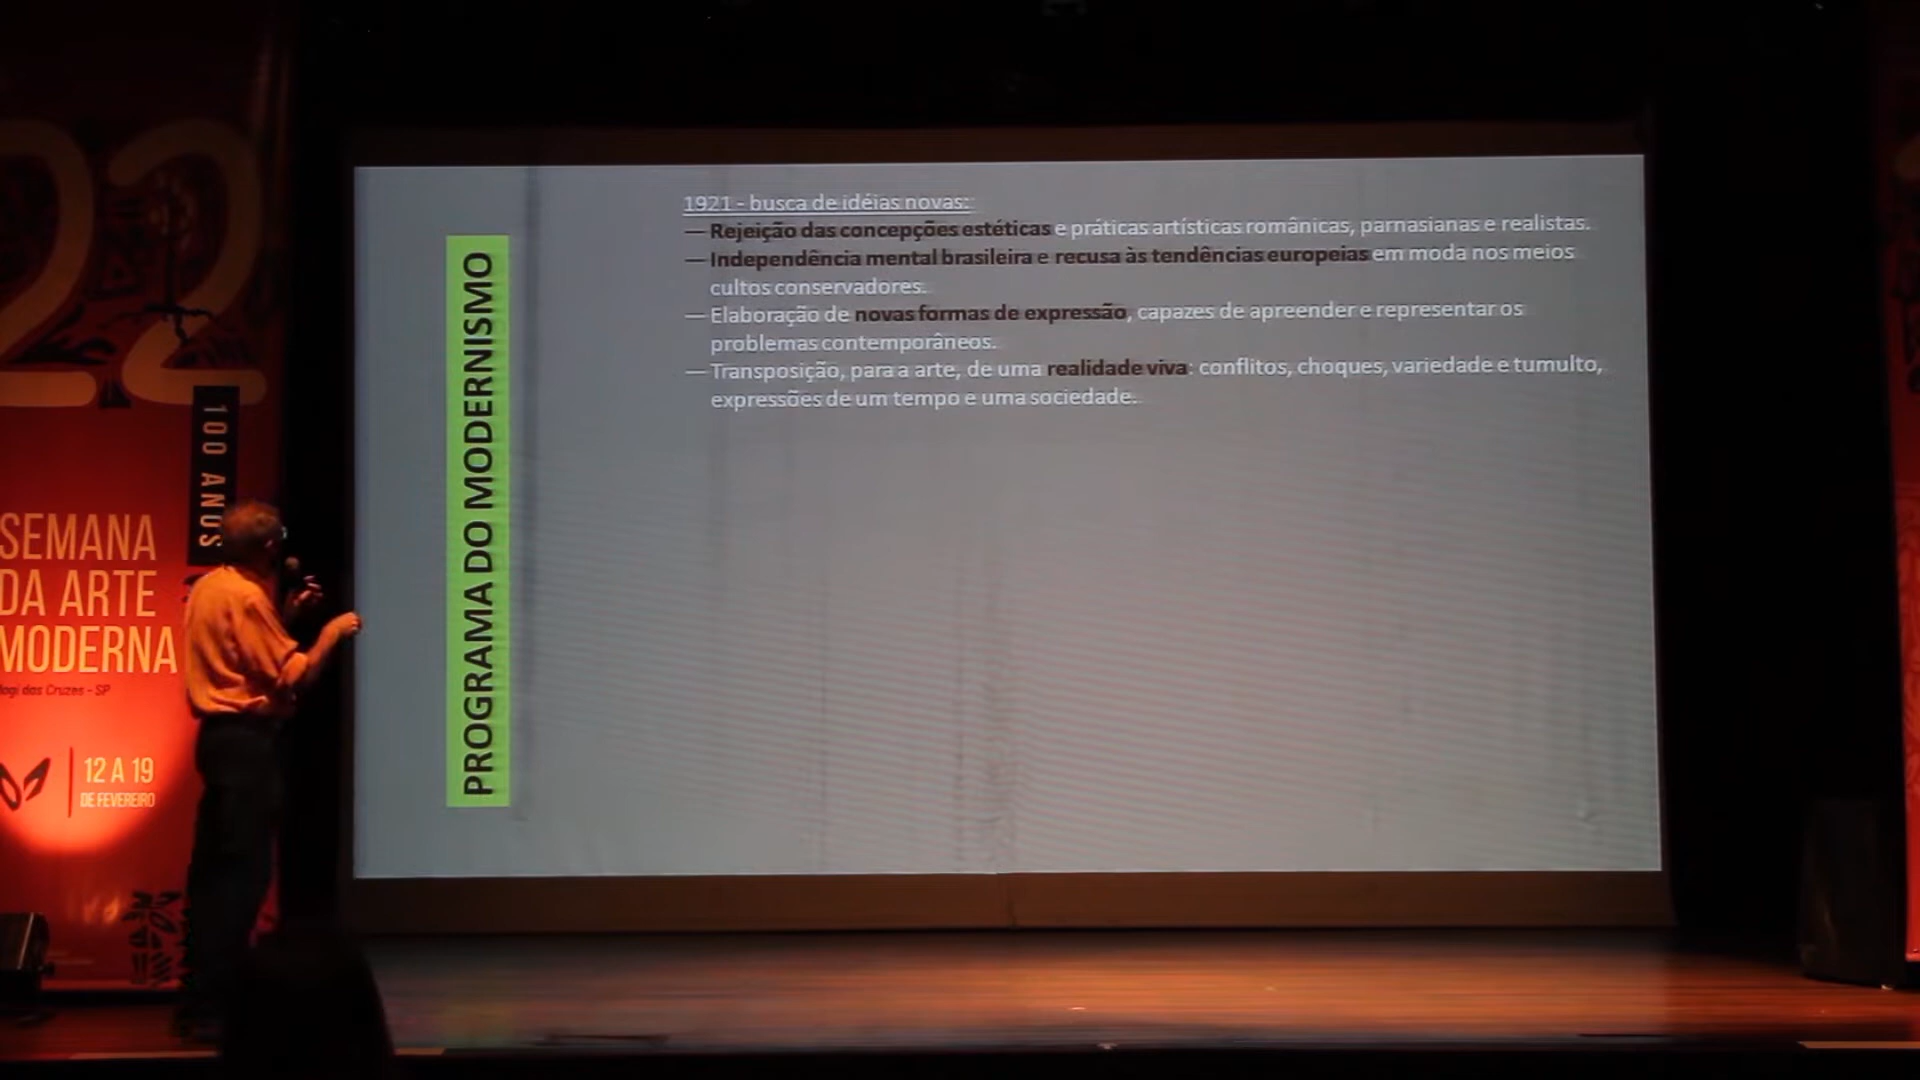 22
100 ANOS
SEMANA
DA ARTE
MODERNA
das Cruzes - SP
12 A 19
DE FEVEREIRO
PROGRAMA DO MODERNISMO
1921 - busca de idéias novas:
— Rejeição das concepções estéticas e práticas artísticas românicas, parnasianas e realistas.
— Independência mental brasileira e recusa às tendências europeias em moda nos meios
cultos conservadores.
— Elaboração de novas formas de expressão, capazes de apreender e representar os
problemas contemporâneos.
— Transposição, para a arte, de uma realidade viva: conflitos, choques, variedade e tumulto,
expressões de um tempo e uma sociedade.